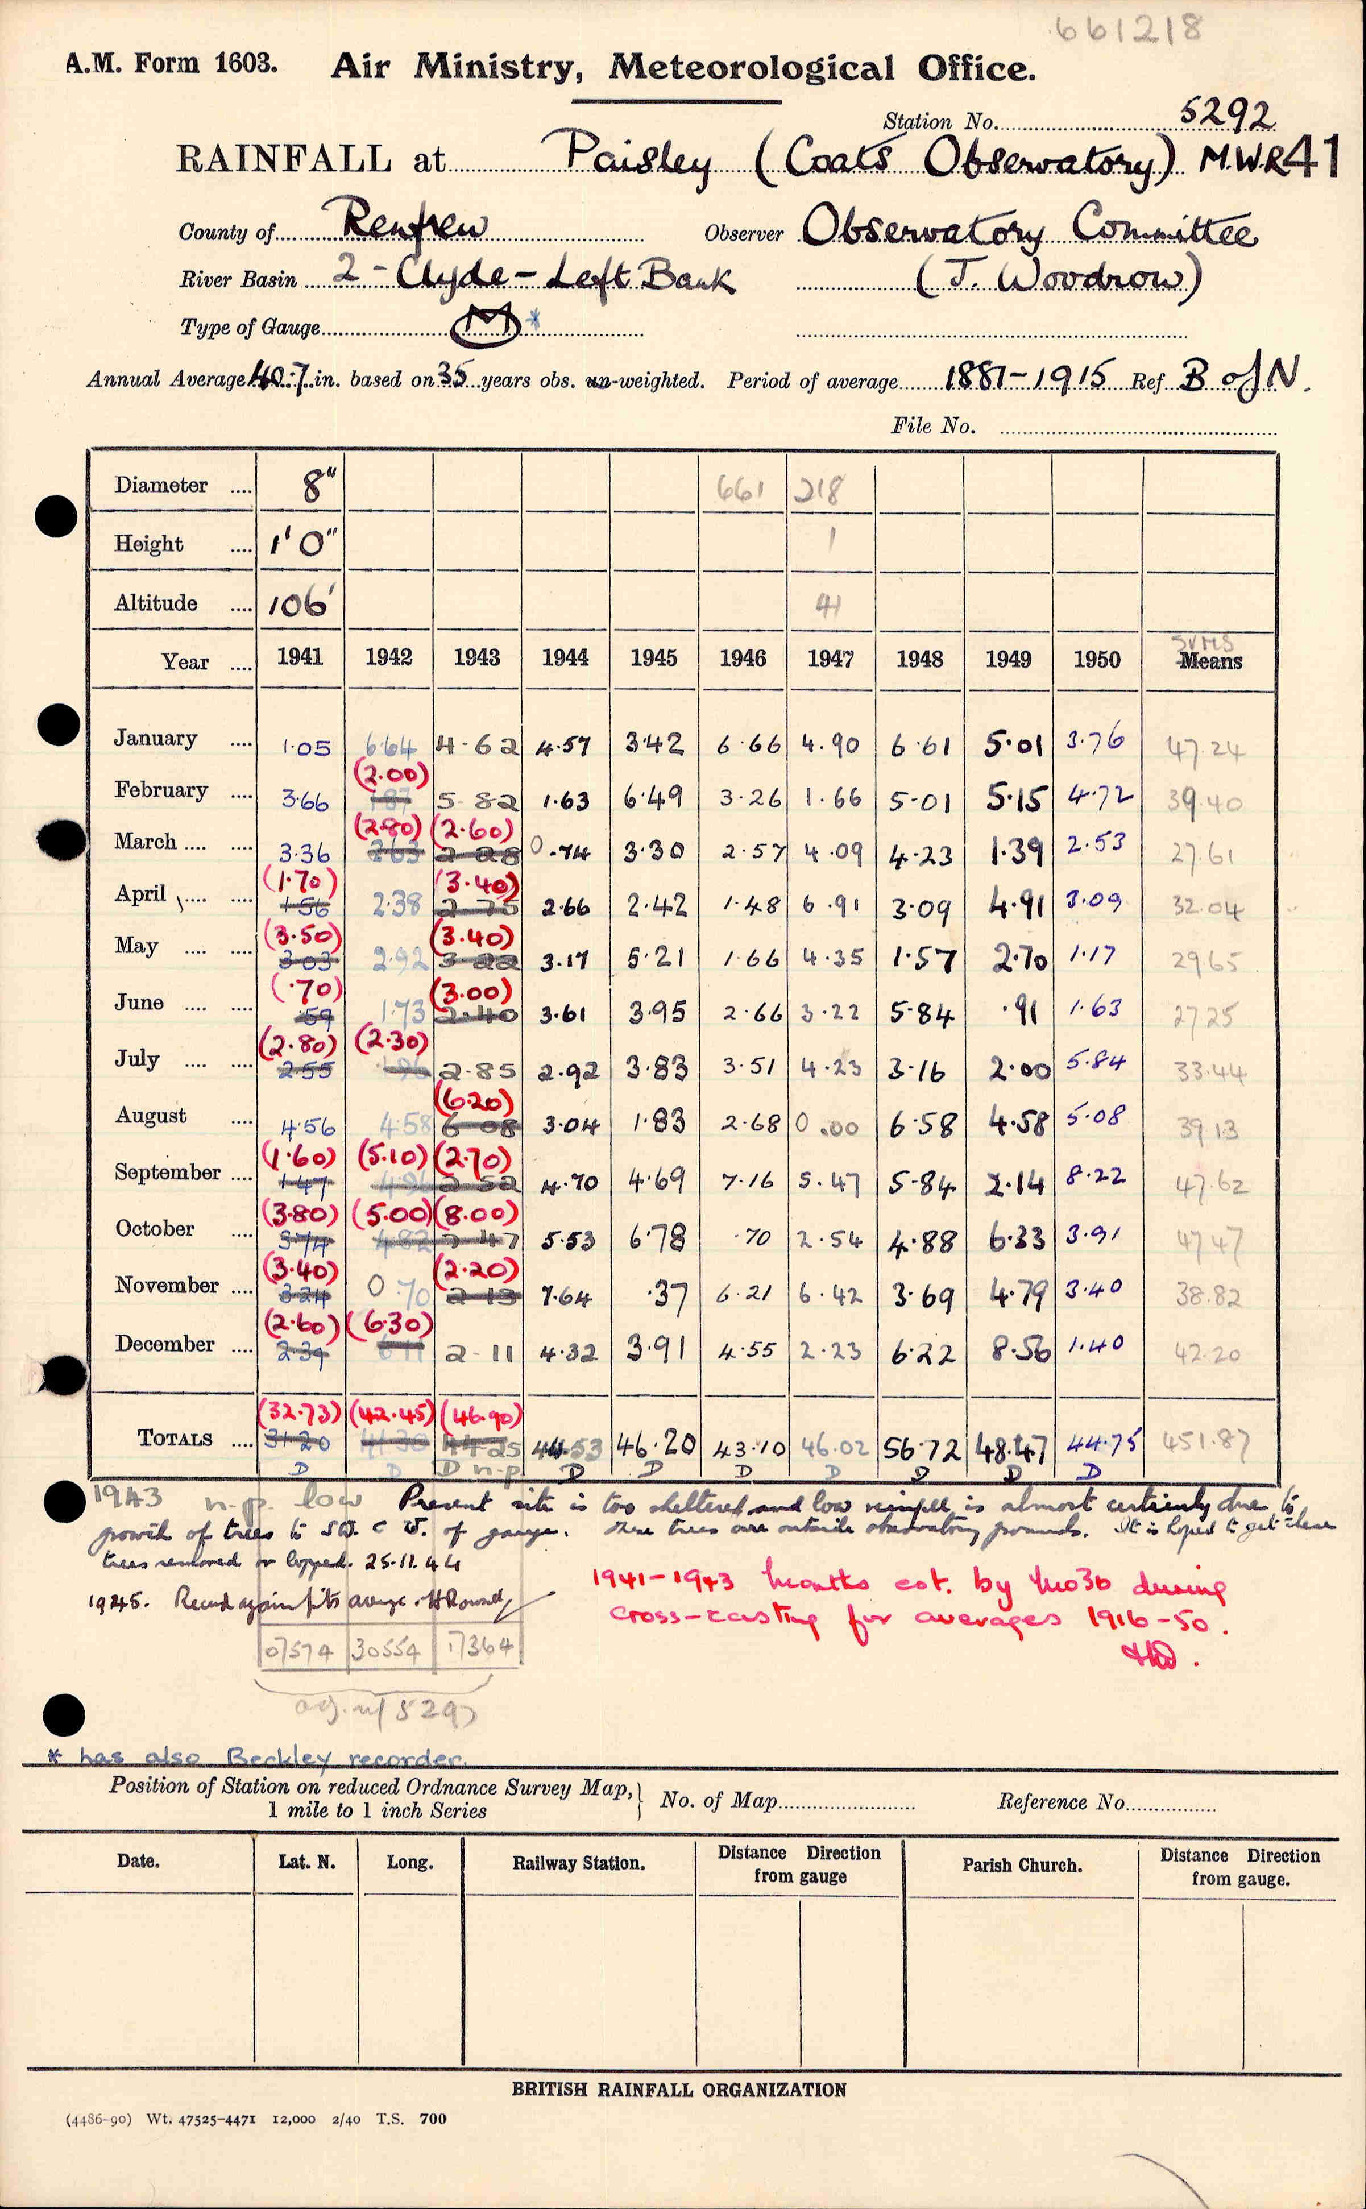 661218
A.M. Form 1603. Air Ministry, Meteorological Office.
Station No. 5292
RAINFALL at Paisley (Coats Observatory) M.W.R 41
County of Renfrew Observer Observatory Committee
River Basin 2 - Clyde - Left Bank (J. Woodrow)
Type of Gauge M *
Annual Average 40.7 in. based on 35 years obs. un-weighted. Period of average 1881-1915 Ref B of N.
File No.
Diameter .... 8" 661 218
Height .... 1'0" 1
Altitude .... 106' 41
SUMS
Year .... 1941 1942 1943 1944 1945 1946 1947 1948 1949 1950 Means
January .... 1.05 6.64 4.62 4.57 3.42 6.66 4.90 6.61 5.01 3.76 47.24
(2.00)
February .... 3.66 1.87 5.82 1.63 6.49 3.26 1.66 5.01 5.15 4.72 39.40
(2.80) (2.60)
March .... .... 3.36 2.63 2.28 0.74 3.30 2.57 4.09 4.23 1.39 2.53 27.61
(1.70) (3.40)
April .... .... 1.56 2.38 2.75 2.66 2.42 1.48 6.91 3.09 4.91 3.09 32.04
(3.50) (3.40)
May .... .... 3.03 2.92 3.22 3.17 5.21 1.66 4.35 1.57 2.70 1.17 29.65
(.70) (3.00)
June .... .... .59 1.73 2.40 3.61 3.95 2.66 3.22 5.84 .91 1.63 27.25
(2.80) (2.30)
July .... .... 2.55 1.96 2.85 2.92 3.83 3.51 4.23 3.16 2.00 5.84 33.44
(6.20)
August .... 4.56 4.58 6.08 3.04 1.83 2.68 0.00 6.58 4.58 5.08 39.13
(1.60) (5.10) (2.70)
September .... 1.47 4.96 2.52 4.70 4.69 7.16 5.47 5.84 2.14 8.22 47.62
(3.80) (5.00) (8.00)
October .... 3.74 4.82 7.47 5.53 6.78 .70 2.54 4.88 6.33 3.91 47.47
(3.40) (2.20)
November .... 3.24 0.70 2.13 7.64 .37 6.21 6.42 3.69 4.79 3.40 38.82
(2.60) (6.30)
December .... 2.39 6.11 2.11 4.32 3.91 4.55 2.23 6.22 8.56 1.40 42.20
(32.73) (42.45) (46.90)
TOTALS .... 31.20 41.30 44.25 44.53 46.20 43.10 46.02 56.72 48.47 44.75 451.87
D D D n.p. D D D D D D D
1943 n.p. low Present site is too sheltered and low rainfall is almost certainly due to
growth of trees to SW. & W. of gauge. These trees are outside observatory grounds. It is hoped to get these
trees removed or lopped. 25.11.44
1945. Record again fits average.
1941-1943 months est. by Mo3b during
cross-casting for averages 1916-50.
07574 30554 17364
adj. w/ 5297
* has also Beckley recorder.
Position of Station on reduced Ordnance Survey Map, } No. of Map Reference No.
1 mile to 1 inch Series
Date. Lat. N. Long. Railway Station. Distance from gauge Direction Parish Church. Distance Direction from gauge.
BRITISH RAINFALL ORGANIZATION
(4486-90) Wt. 47525-4471 12,000 2/40 T.S. 700